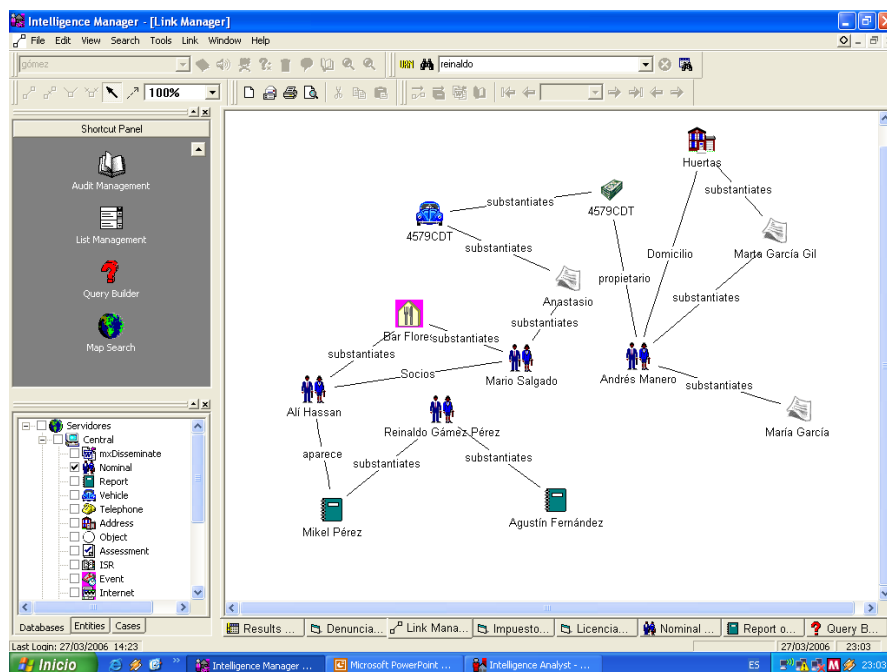 Intelligence Manager - [Link Manager]
File Edit View Search Tools Link Window Help
gómez
reinaldo
100%
Shortcut Panel
Audit Management
List Management
Query Builder
Map Search
Huertas
substantiates
substantiates
4579CDT
4579CDT
substantiates
Domicilio
Marta García Gil
propietario
Anastasio
substantiates
substantiates
Bar Flores
substantiates
substantiates
Socios
Mario Salgado
Andrés Manero
substantiates
Alí Hassan
Reinaldo Gámez Pérez
María García
aparece
substantiates
substantiates
Mikel Pérez
Agustín Fernández
Servidores
Central
mxDisseminate
Nominal
Report
Vehicle
Telephone
Address
Object
Assessment
ISR
Event
Internet
Databases Entities Cases
Results ... Denuncia... Link Mana... Impuesto... Licencia... Nominal ... Report o... Query B...
Last Login: 27/03/2006 14:23
27/03/2006 23:03
Inicio
Intelligence Manager ... Microsoft PowerPoint ... Intelligence Analyst - ...
ES 23:03